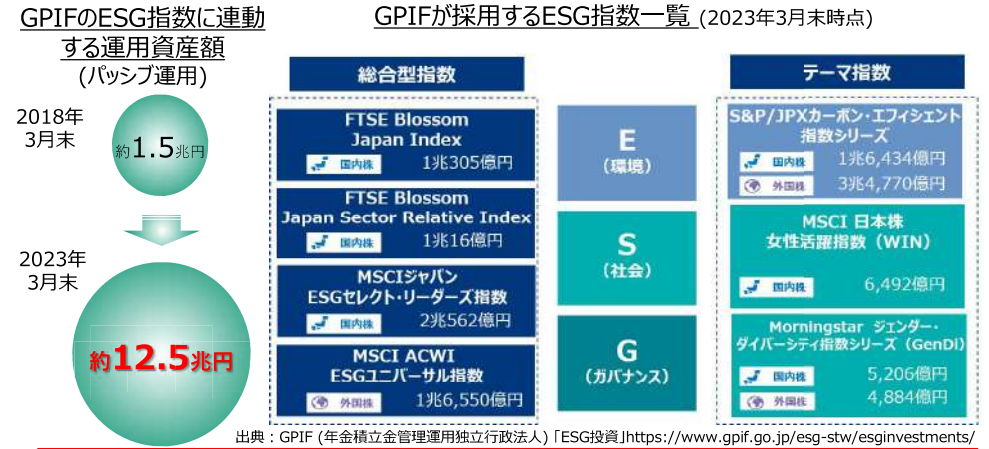 GPIFのESG指数に連動
する運用資産額
(パッシブ運用)
2018年
3月末
約1.5兆円
2023年
3月末
約12.5兆円
GPIFが採用するESG指数一覧 (2023年3月末時点)
総合型指数
FTSE Blossom
Japan Index
国内株 1兆305億円
FTSE Blossom
Japan Sector Relative Index
国内株 1兆16億円
MSCIジャパン
ESGセレクト・リーダーズ指数
国内株 2兆562億円
MSCI ACWI
ESGユニバーサル指数
外国株 1兆6,550億円
E
(環境)
S
(社会)
G
(ガバナンス)
テーマ指数
S&P/JPXカーボン・エフィシェント
指数シリーズ
国内株 1兆6,434億円
外国株 3兆4,770億円
MSCI 日本株
女性活躍指数（WIN）
国内株 6,492億円
Morningstar ジェンダー・
ダイバーシティ指数シリーズ（GenDI)
国内株 5,206億円
外国株 4,884億円
出典：GPIF (年金積立金管理運用独立行政法人)「ESG投資」https://www.gpif.go.jp/esg-stw/esginvestments/